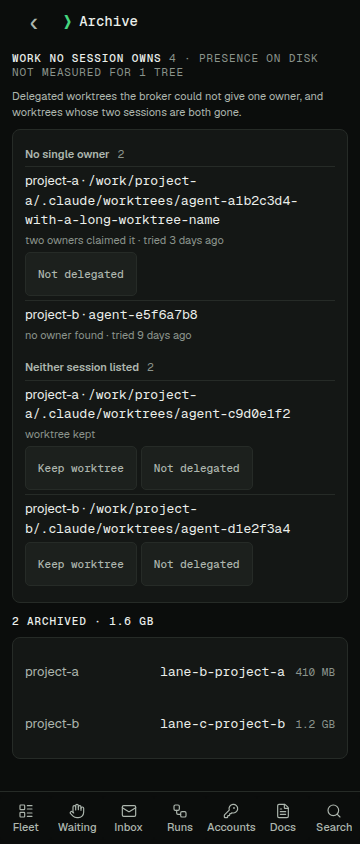 Archive
WORK NO SESSION OWNS 4 · PRESENCE ON DISK
NOT MEASURED FOR 1 TREE
Delegated worktrees the broker could not give one owner, and
worktrees whose two sessions are both gone.
No single owner 2
project-a · /work/project-
a/.claude/worktrees/agent-a1b2c3d4-
with-a-long-worktree-name
two owners claimed it · tried 3 days ago
Not delegated
project-b · agent-e5f6a7b8
no owner found · tried 9 days ago
Neither session listed 2
project-a · /work/project-
a/.claude/worktrees/agent-c9d0e1f2
worktree kept
Keep worktree Not delegated
project-b · /work/project-
b/.claude/worktrees/agent-d1e2f3a4
Keep worktree Not delegated
2 ARCHIVED · 1.6 GB
project-a lane-b-project-a 410 MB
project-b lane-c-project-b 1.2 GB
Fleet Waiting Inbox Runs Accounts Docs Search